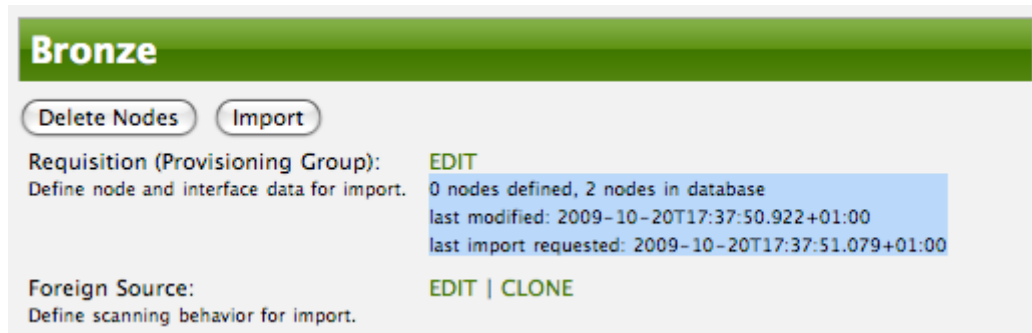 Bronze
Delete Nodes Import
Requisition (Provisioning Group): EDIT
Define node and interface data for import. 0 nodes defined, 2 nodes in database
last modified: 2009-10-20T17:37:50.922+01:00
last import requested: 2009-10-20T17:37:51.079+01:00
Foreign Source: EDIT | CLONE
Define scanning behavior for import.